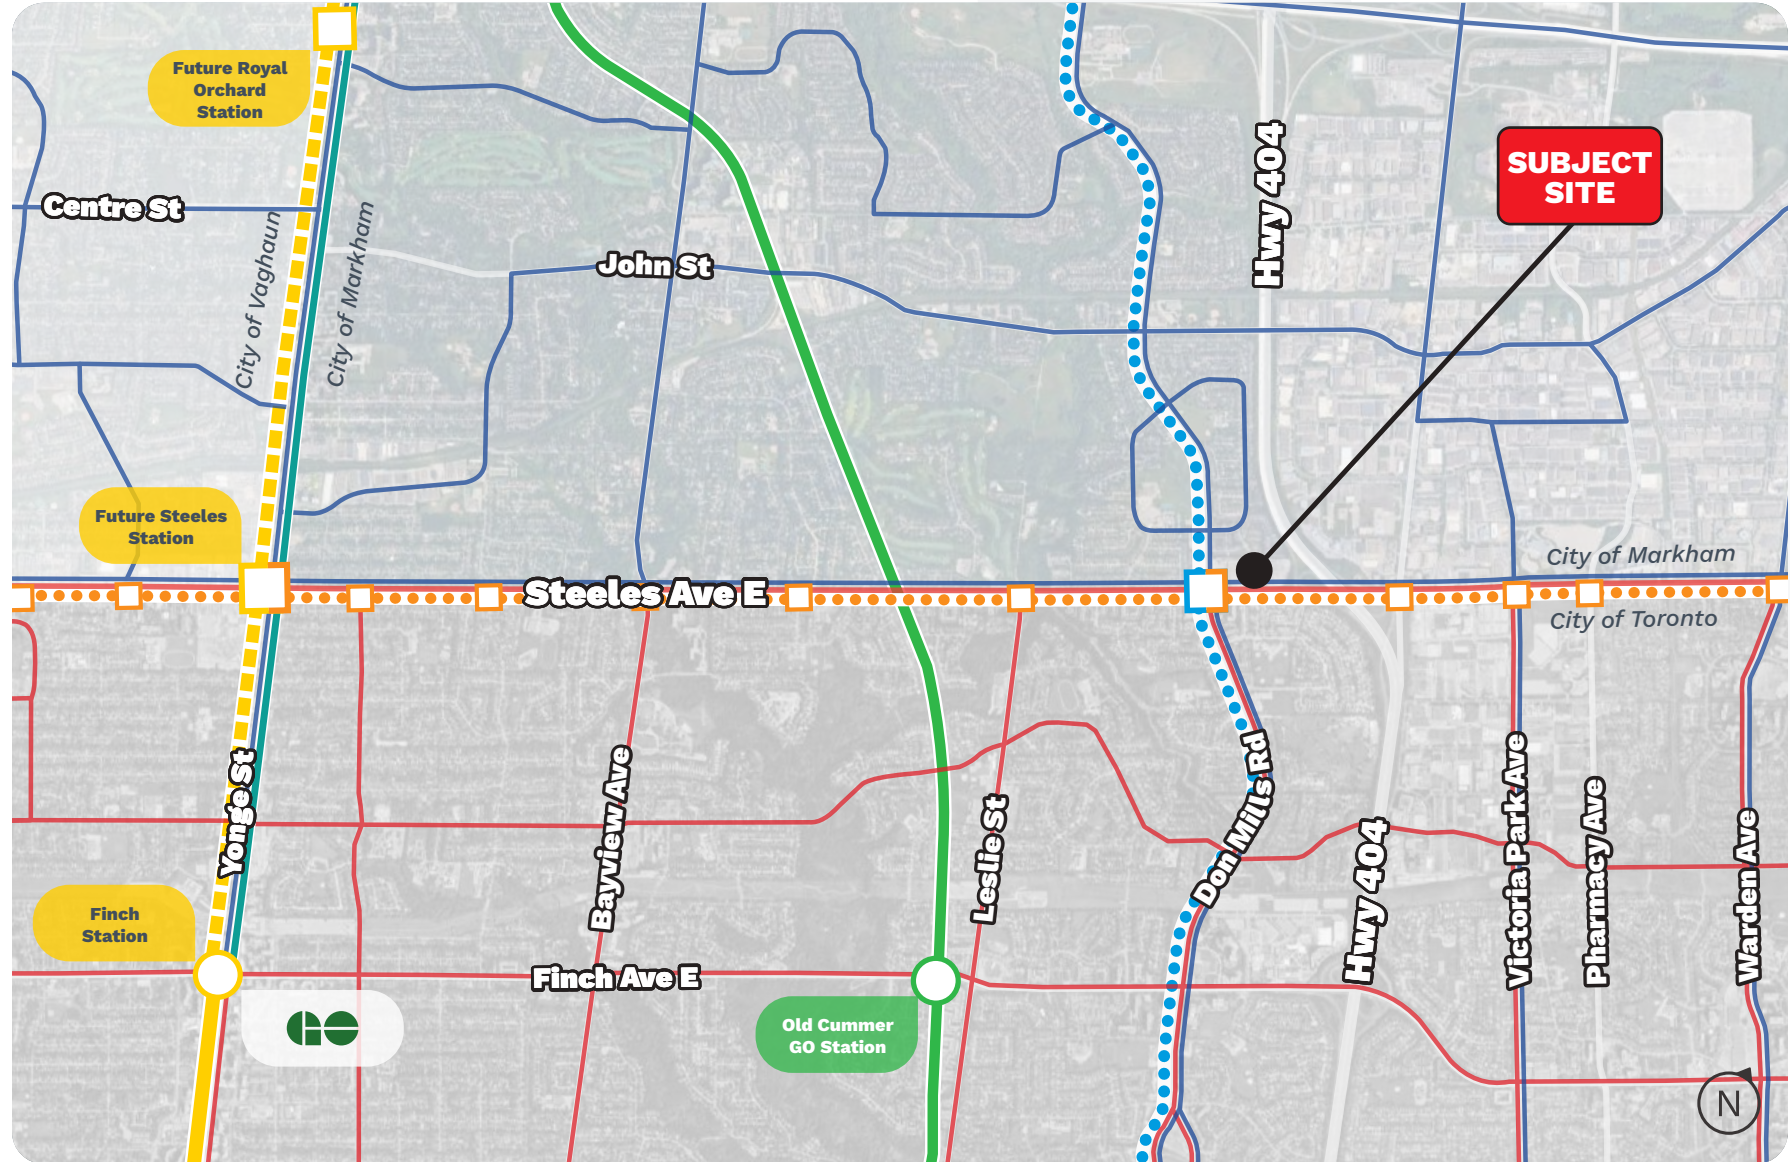 Future Royal
Orchard
Station
Centre St
City of Vaghaun
City of Markham
John St
Hwy 404
SUBJECT
SITE
Future Steeles
Station
Steeles Ave E
City of Markham
City of Toronto
Yonge St
Bayview Ave
Leslie St
Don Mills Rd
Hwy 404
Victoria Park Ave
Pharmacy Ave
Warden Ave
Finch
Station
Finch Ave E
GO
Old Cummer
GO Station
N